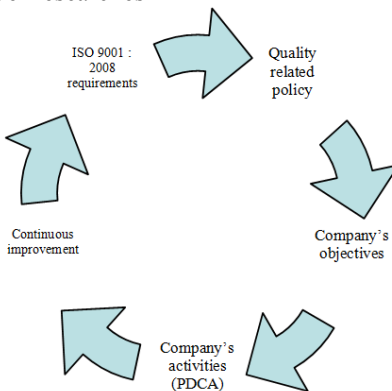 ISO 9001 :
2008
requirements
Quality
related
policy
Company's
objectives
Company's
activities
(PDCA)
Continuous
improvement